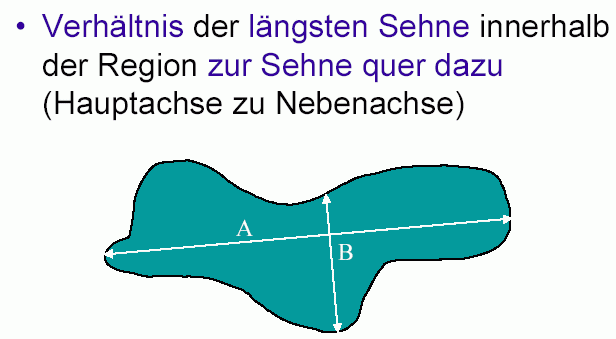 • Verhältnis der längsten Sehne innerhalb
der Region zur Sehne quer dazu
(Hauptachse zu Nebenachse)
A
B